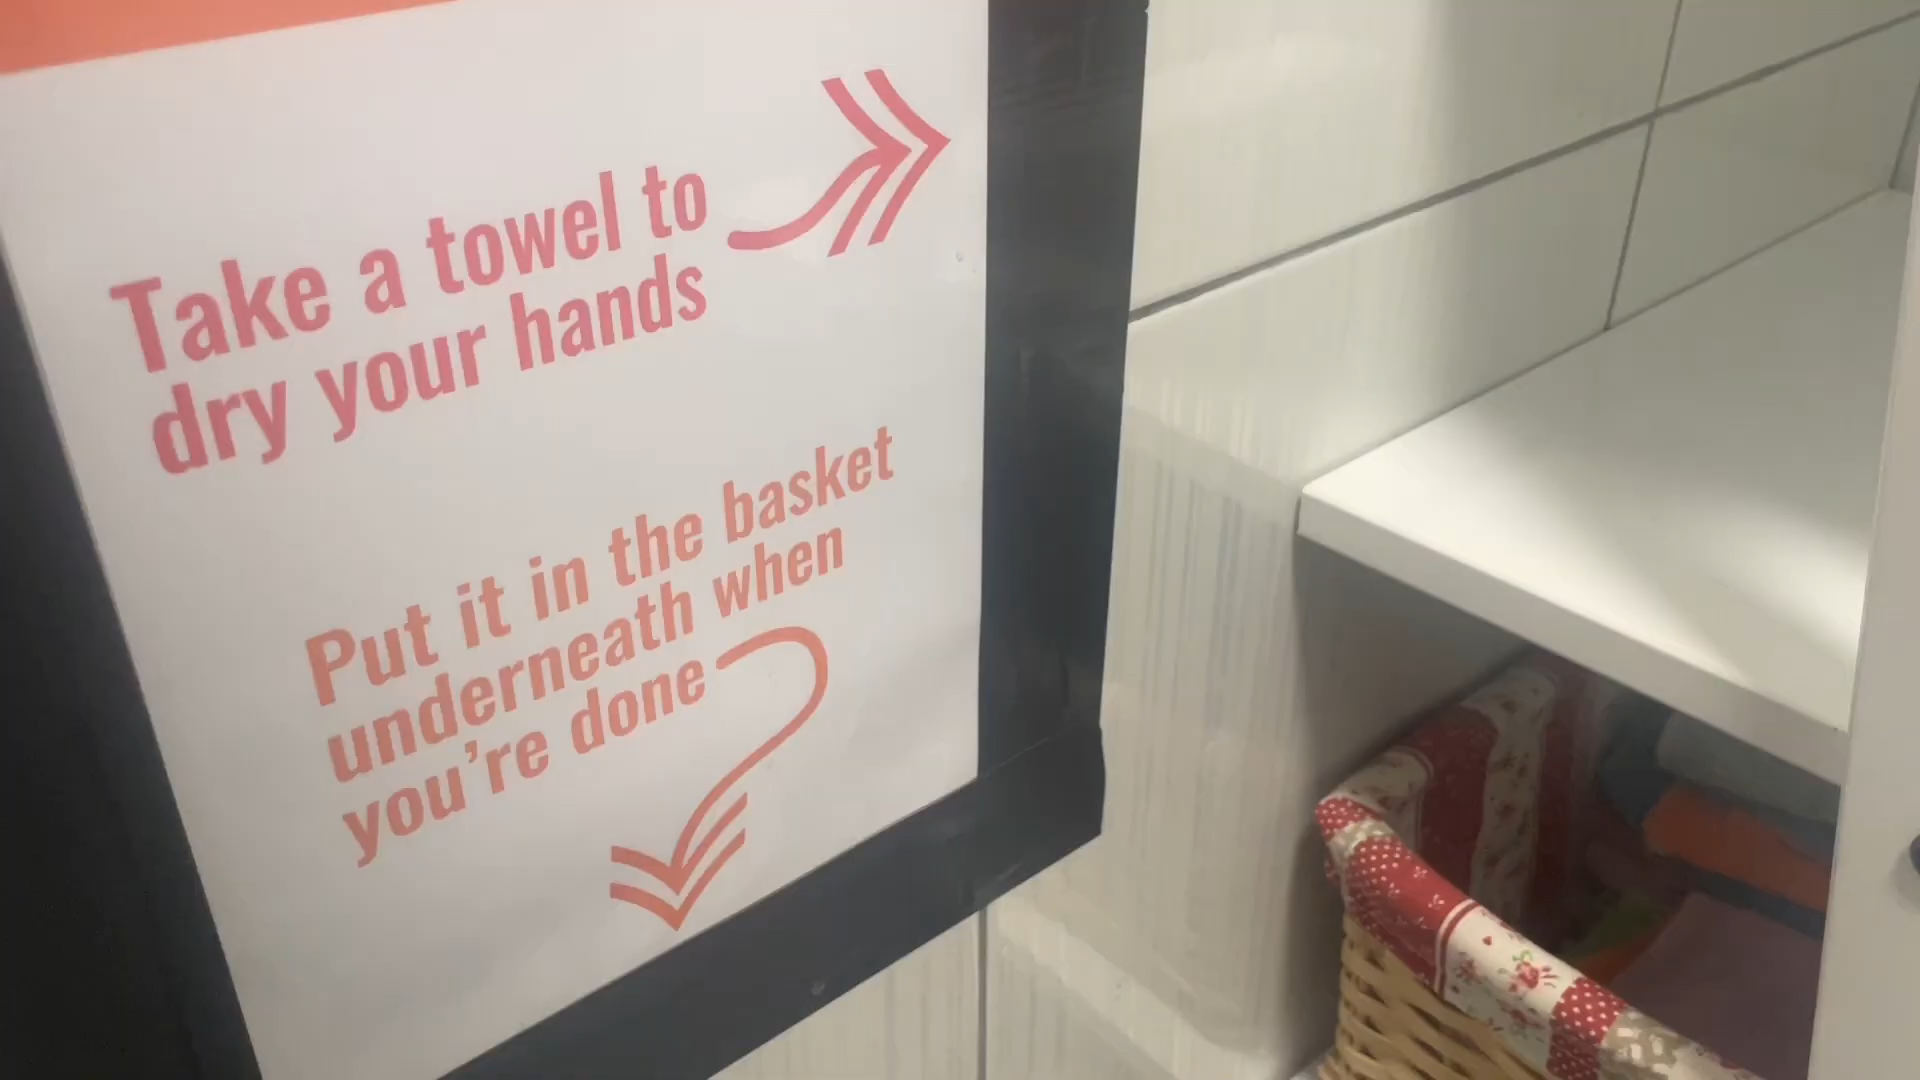 Take a towel to
dry your hands
Put it in the basket
underneath when
you're done